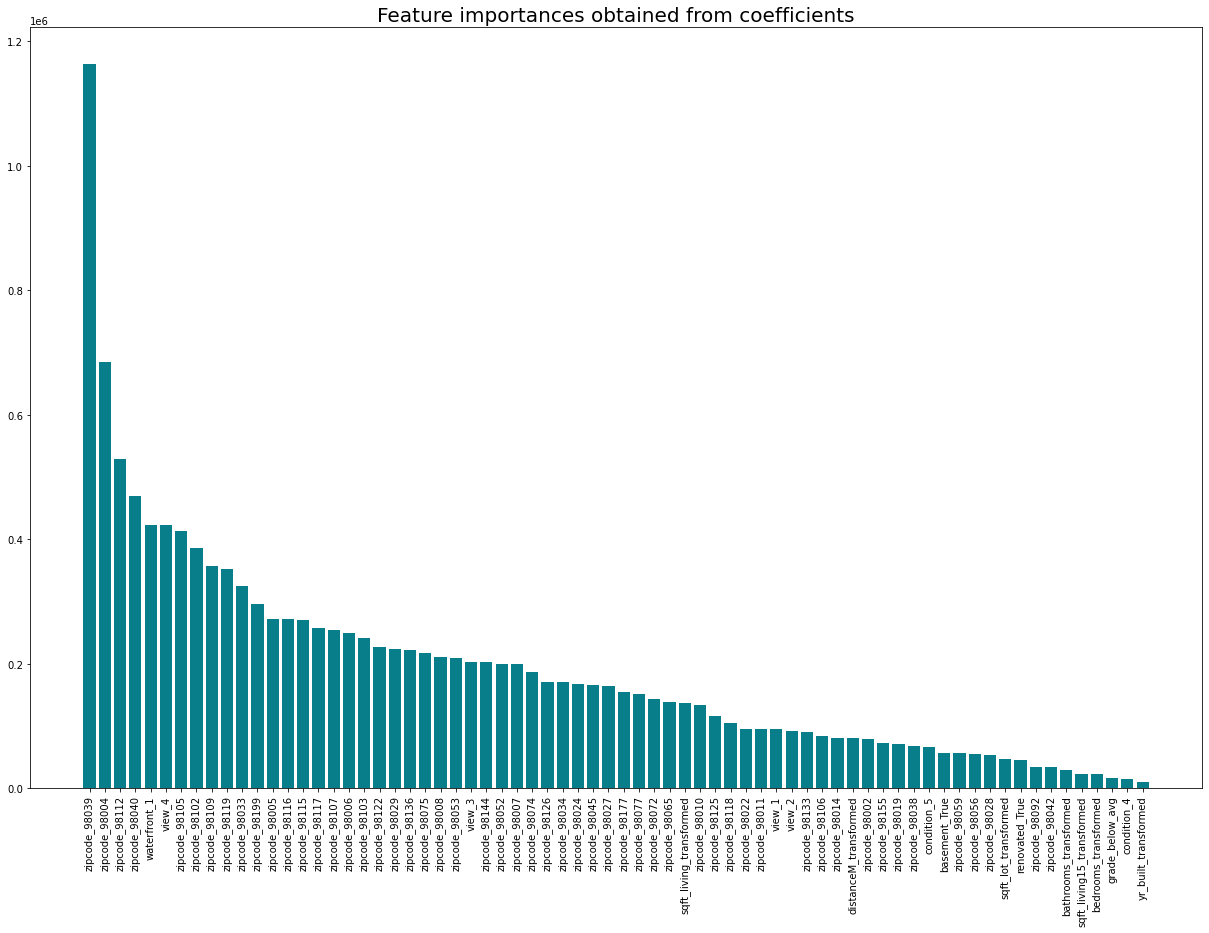 Feature importances obtained from coefficients
1e6
1.2
1.0
0.8
0.6
0.4
0.2
0.0
zipcode_98039
zipcode_98004
zipcode_98112
zipcode_98040
waterfront_1
view_4
zipcode_98105
zipcode_98102
zipcode_98109
zipcode_98119
zipcode_98033
zipcode_98199
zipcode_98005
zipcode_98116
zipcode_98115
zipcode_98117
zipcode_98107
zipcode_98006
zipcode_98103
zipcode_98122
zipcode_98029
zipcode_98136
zipcode_98075
zipcode_98008
zipcode_98053
view_3
zipcode_98144
zipcode_98052
zipcode_98007
zipcode_98074
zipcode_98126
zipcode_98034
zipcode_98024
zipcode_98045
zipcode_98027
zipcode_98177
zipcode_98077
zipcode_98072
zipcode_98065
sqft_living_transformed
zipcode_98010
zipcode_98125
zipcode_98118
zipcode_98022
zipcode_98011
view_1
view_2
zipcode_98133
zipcode_98106
zipcode_98014
distanceM_transformed
zipcode_98002
zipcode_98155
zipcode_98019
zipcode_98038
condition_5
basement_True
zipcode_98059
zipcode_98056
zipcode_98028
sqft_lot_transformed
renovated_True
zipcode_98092
zipcode_98042
bathrooms_transformed
sqft_living15_transformed
bedrooms_transformed
grade_below_avg
condition_4
yr_built_transformed